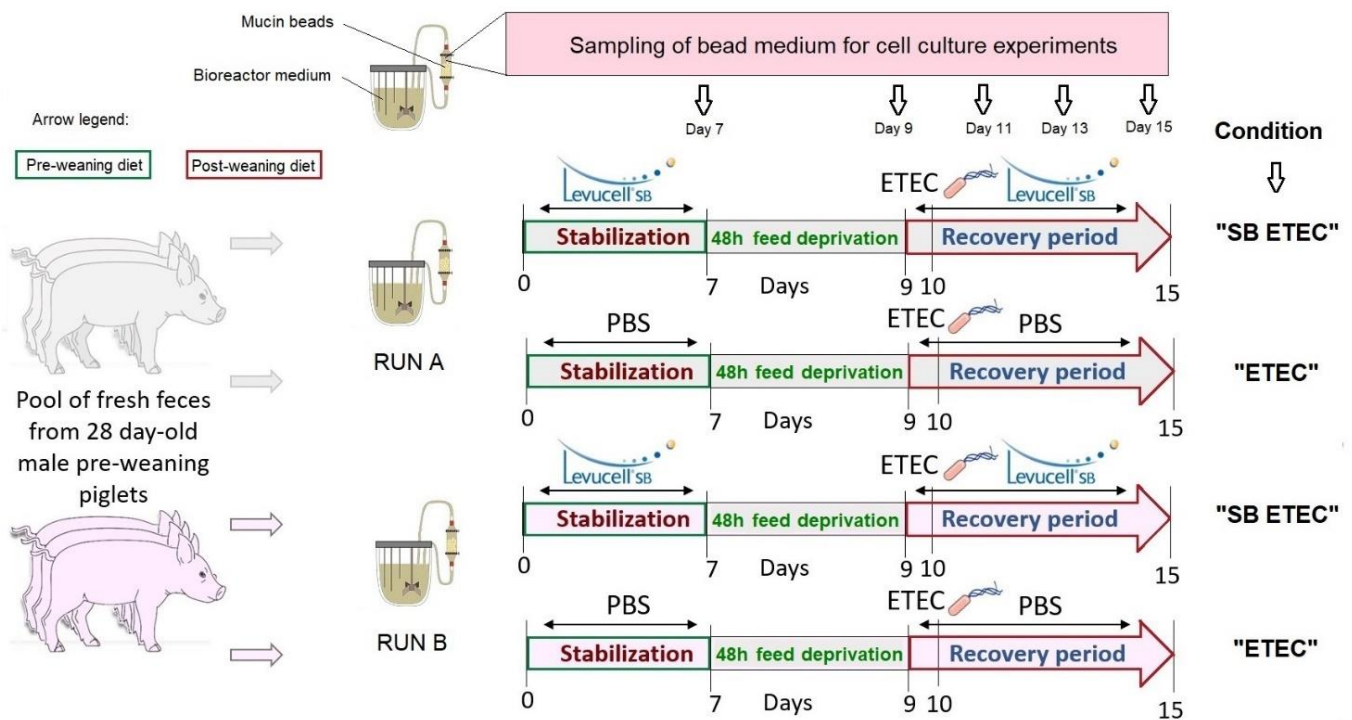 Mucin beads
Bioreactor medium
Sampling of bead medium for cell culture experiments
Day 7
Day 9
Day 11
Day 13
Day 15
Arrow legend:
Pre-weaning diet
Post-weaning diet
Condition
Levucell SB
ETEC
Levucell SB
Stabilization
48h feed deprivation
Recovery period
"SB ETEC"
0
7
Days
9 10
15
PBS
ETEC
PBS
RUN A
Stabilization
48h feed deprivation
Recovery period
"ETEC"
0
7
Days
9 10
15
Pool of fresh feces
from 28 day-old
male pre-weaning
piglets
Levucell SB
ETEC
Levucell SB
Stabilization
48h feed deprivation
Recovery period
"SB ETEC"
0
7
Days
9 10
15
PBS
ETEC
PBS
RUN B
Stabilization
48h feed deprivation
Recovery period
"ETEC"
0
7
Days
9 10
15